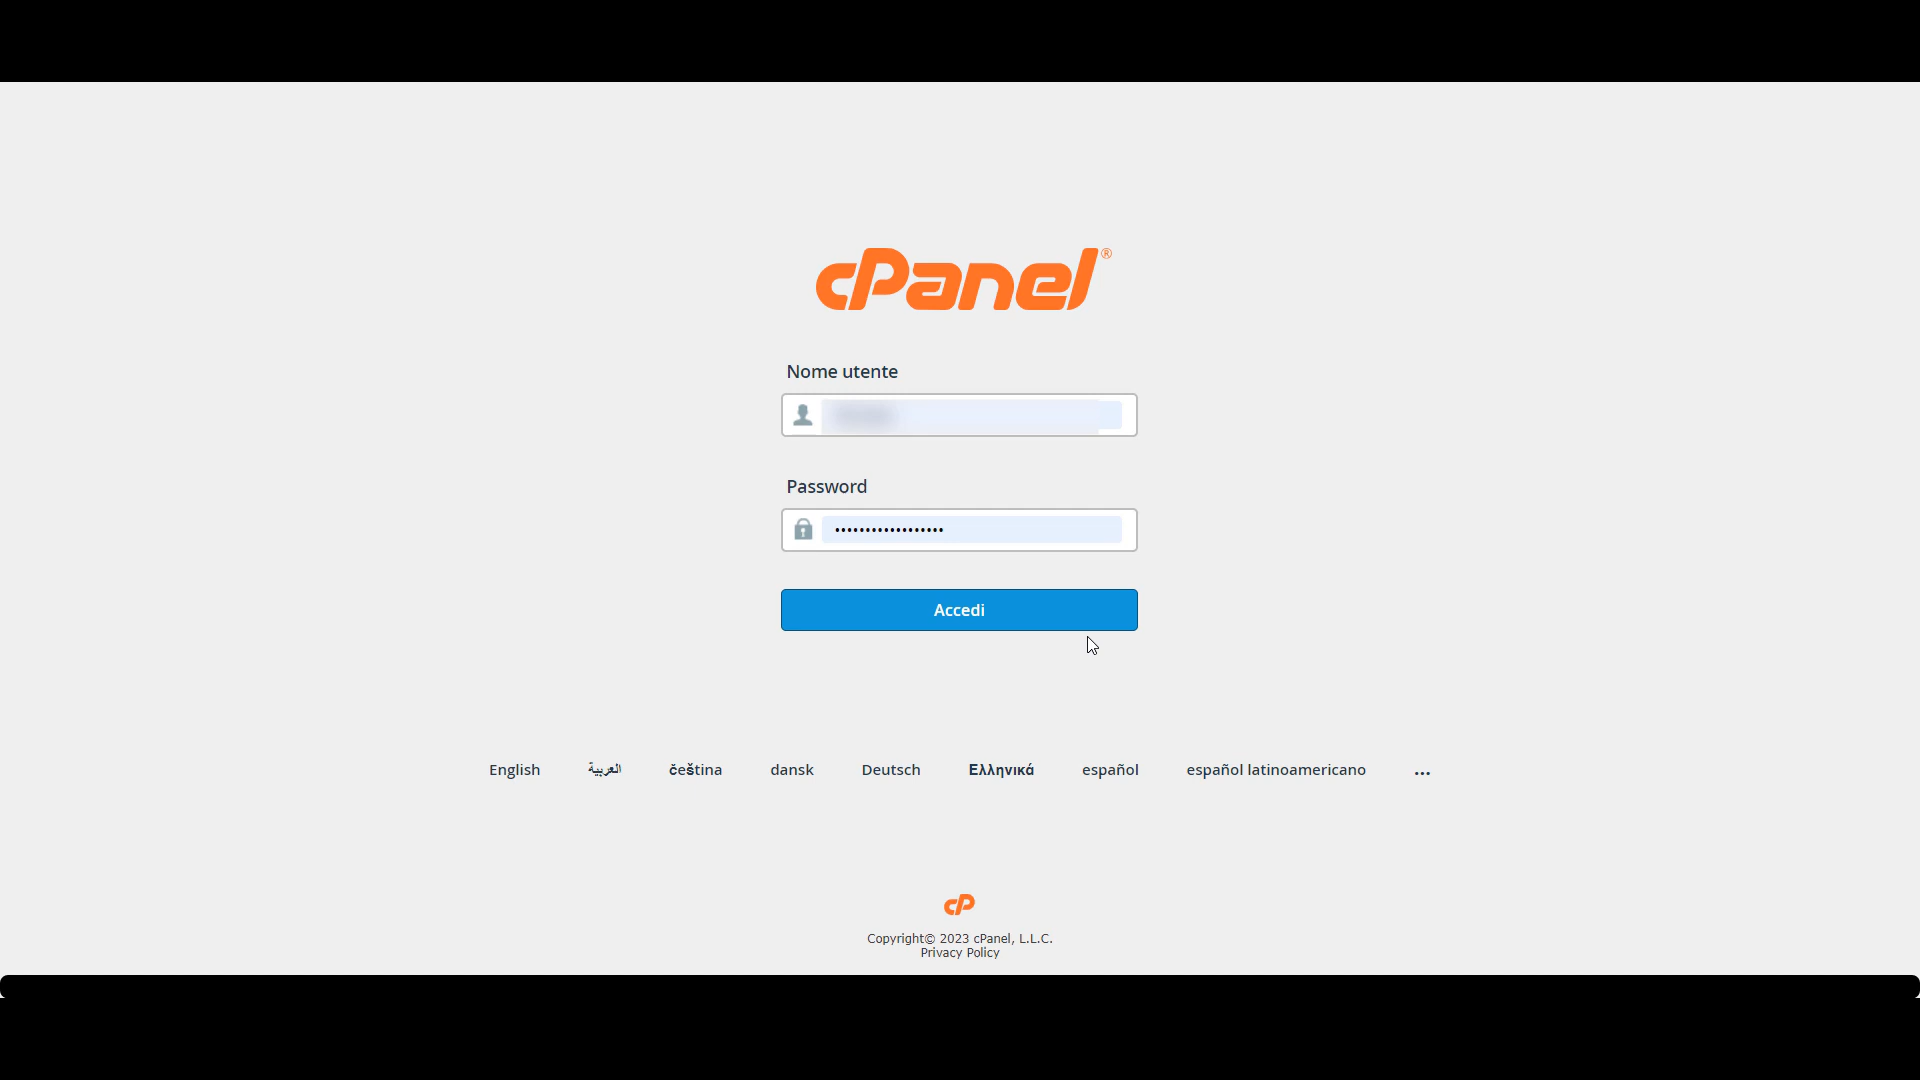 cPanel®
Nome utente
Password
••••••••••••••••••
Accedi
English العربية čeština dansk Deutsch Ελληνικά español español latinoamericano ...
cP
Copyright© 2023 cPanel, L.L.C.
Privacy Policy